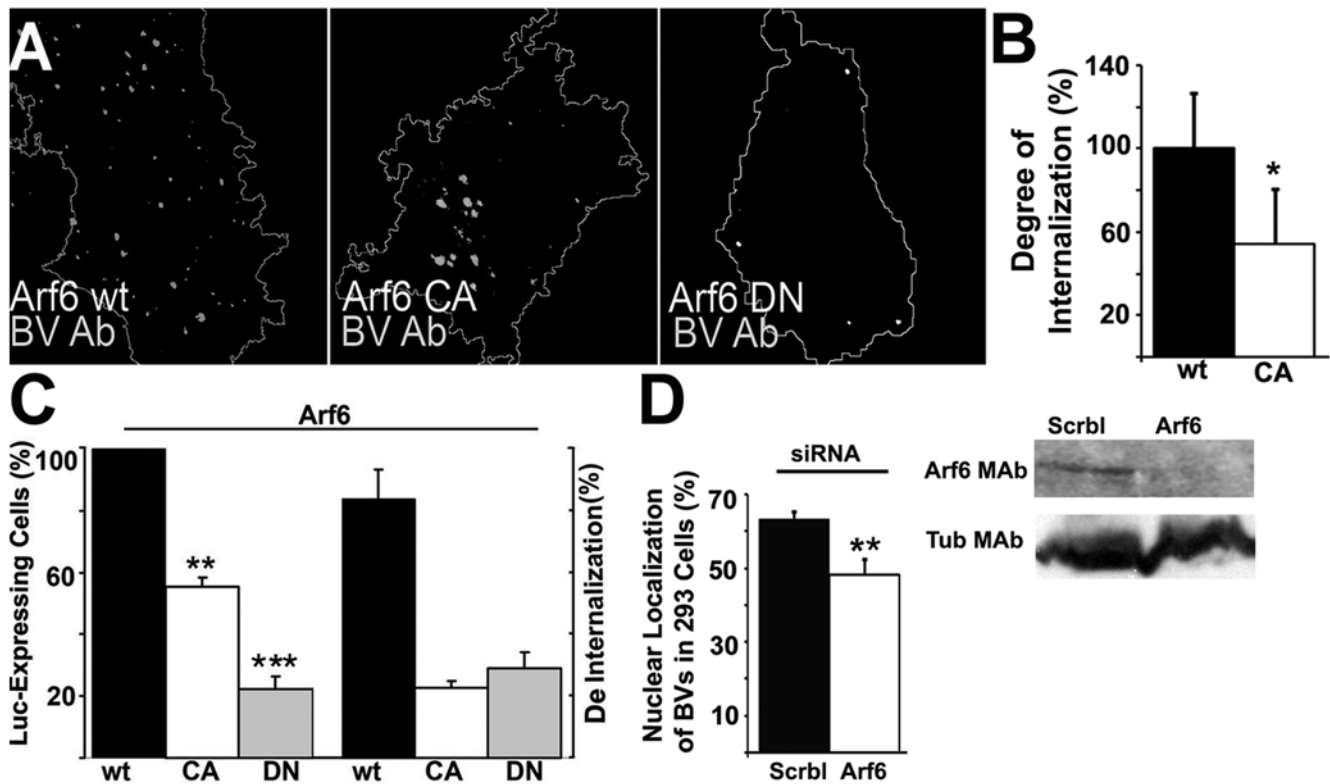 A
Arf6 wt
BV Ab
Arf6 CA
BV Ab
Arf6 DN
BV Ab
B
Degree of
Internalization (%)
140
100
60
20
wt
CA
*
C
Arf6
Luc-Expressing Cells (%)
100
60
20
**
***
De Internalization(%)
wt
CA
DN
wt
CA
DN
D
siRNA
Nuclear Localization
of BVs in 293 Cells (%)
70
50
30
10
**
Scrbl
Arf6
Scrbl
Arf6
Arf6 MAb
Tub MAb